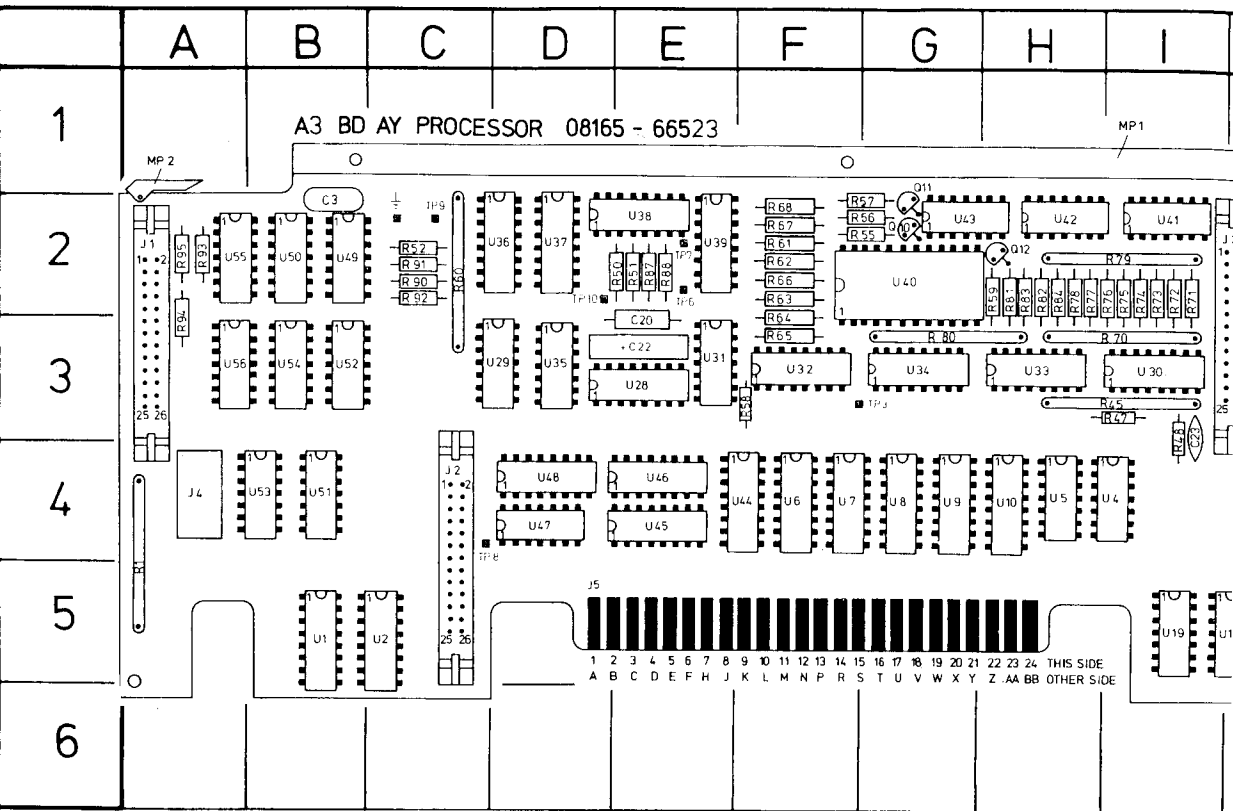 A B C D E F G H I
1
A3 BD AY PROCESSOR 08165 - 66523
MP1
MP 2
2
C3
TP9
J1
1 2
R95
R93
U55
U50
U49
R52
R91
R90
R92
R60
U36
U37
U38
U39
R50
R51
R87
R88
TP7
TP6
TP10
R68
R67
R61
R62
R66
R63
R64
R65
R57
R56
R55
Q11
Q10
U43
U42
U41
Q12
U40
R79
R59
R81
R83
R82
R84
R78
R77
R76
R75
R74
R73
R72
R71
3
R94
U56
U54
U52
U29
U35
C20
+C22
U28
U31
R58
U32
U34
U33
U30
R80
R70
R45
R47
R48
C23
TP3
25 26
25
4
J4
U53
U51
J2
1 2
U48
U47
U46
U45
TP8
U44
U6
U7
U8
U9
U10
U5
U4
5
R1
U1
U2
25 26
J5
U19
1 2 3 4 5 6 7 8 9 10 11 12 13 14 15 16 17 18 19 20 21 22 23 24 THIS SIDE
A B C D E F H J K L M N P R S T U V W X Y Z AA BB OTHER SIDE
6